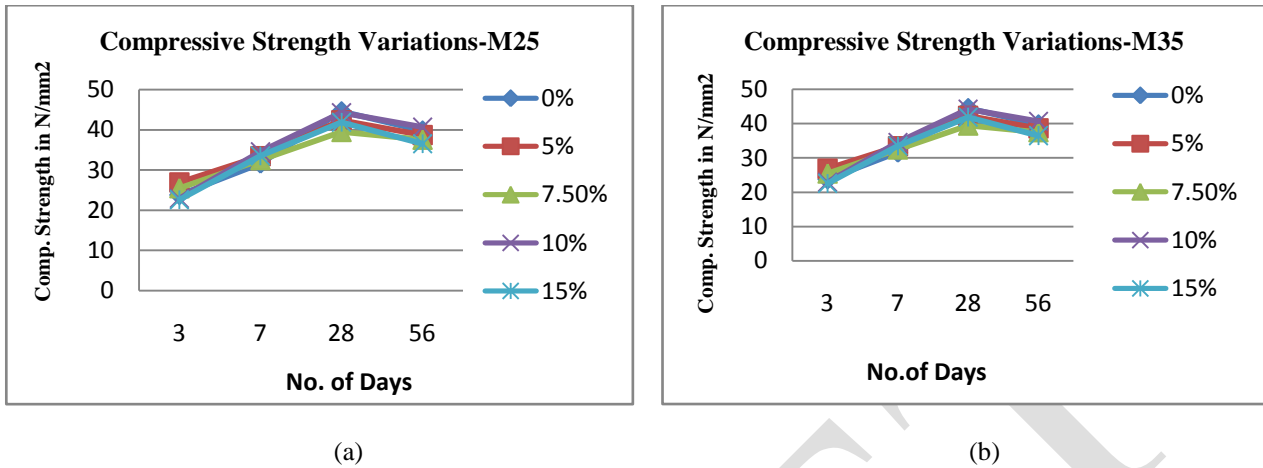 Compressive Strength Variations-M25
Comp. Strength in N/mm2
50
40
30
20
10
0
3 7 28 56
No. of Days
0%
5%
7.50%
10%
15%
(a)
Compressive Strength Variations-M35
Comp. Strength in N/mm2
50
40
30
20
10
0
3 7 28 56
No.of Days
0%
5%
7.50%
10%
15%
(b)